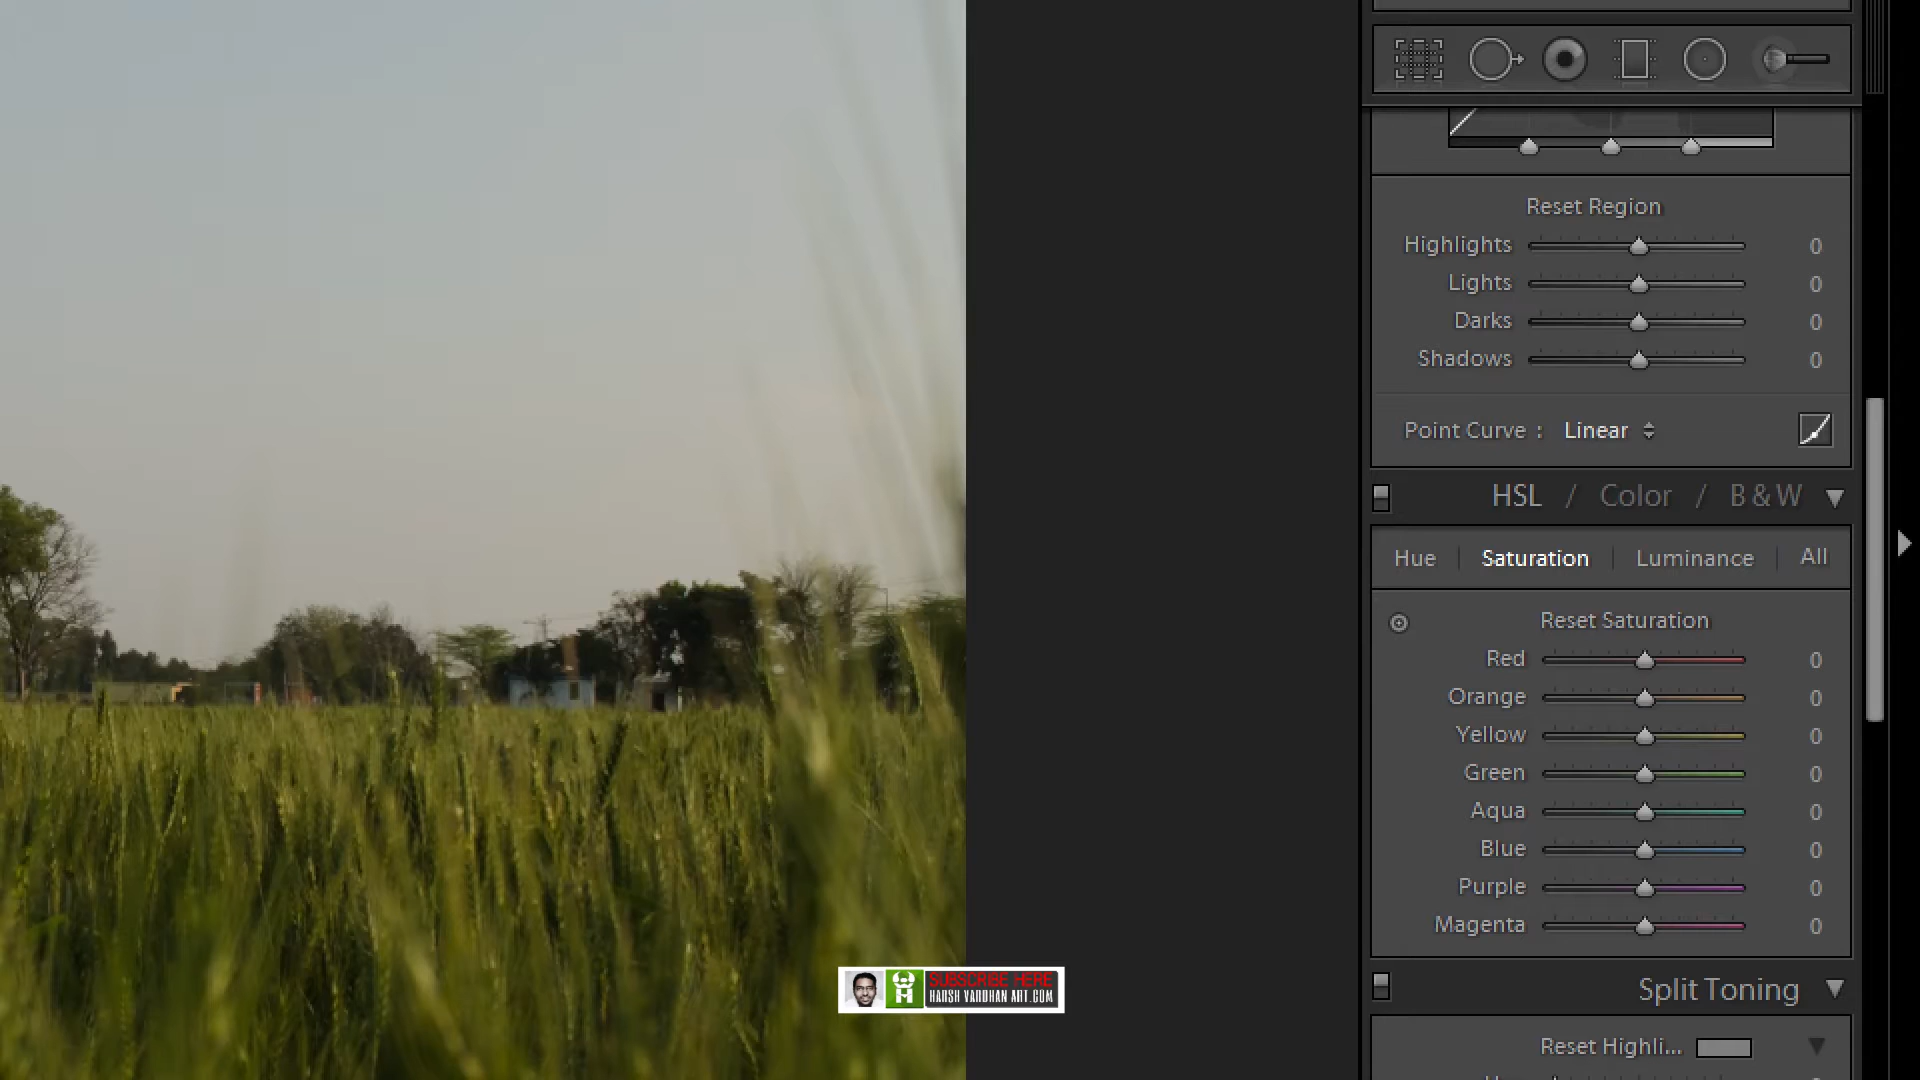 Reset Region
Highlights 0
Lights 0
Darks 0
Shadows 0
Point Curve : Linear
HSL / Color / B & W
Hue Saturation Luminance All
Reset Saturation
Red 0
Orange 0
Yellow 0
Green 0
Aqua 0
Blue 0
Purple 0
Magenta 0
SUBSCRIBE HERE
HARSH VARDHAN ART.COM
Split Toning
Reset Highli...